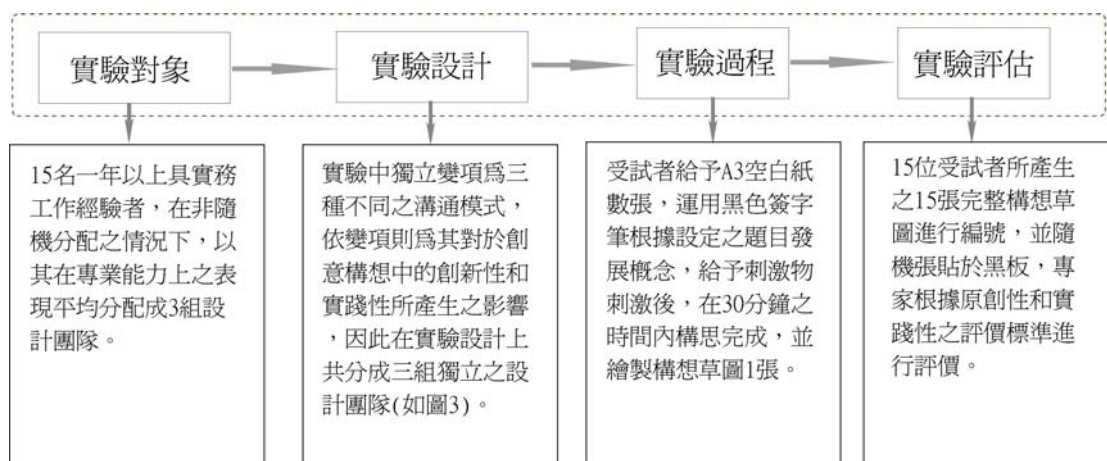 實驗對象
實驗設計
實驗過程
實驗評估
15名一年以上具實務
工作經驗者，在非隨
機分配之情況下，以
其在專業能力上之表
現平均分配成3組設
計團隊。
實驗中獨立變項爲三
種不同之溝通模式，
依變項則爲其對於創
意構想中的創新性和
實踐性所產生之影響
，因此在實驗設計上
共分成三組獨立之設
計團隊(如圖3)。
受試者給予A3空白紙
數張，運用黑色簽字
筆根據設定之題目發
展概念，給予刺激物
刺激後，在30分鐘之
時間內構思完成，並
繪製構想草圖1張。
15位受試者所產生
之15張完整構想草
圖進行編號，並隨
機張貼於黑板，專
家根據原創性和實
踐性之評價標準進
行評價。